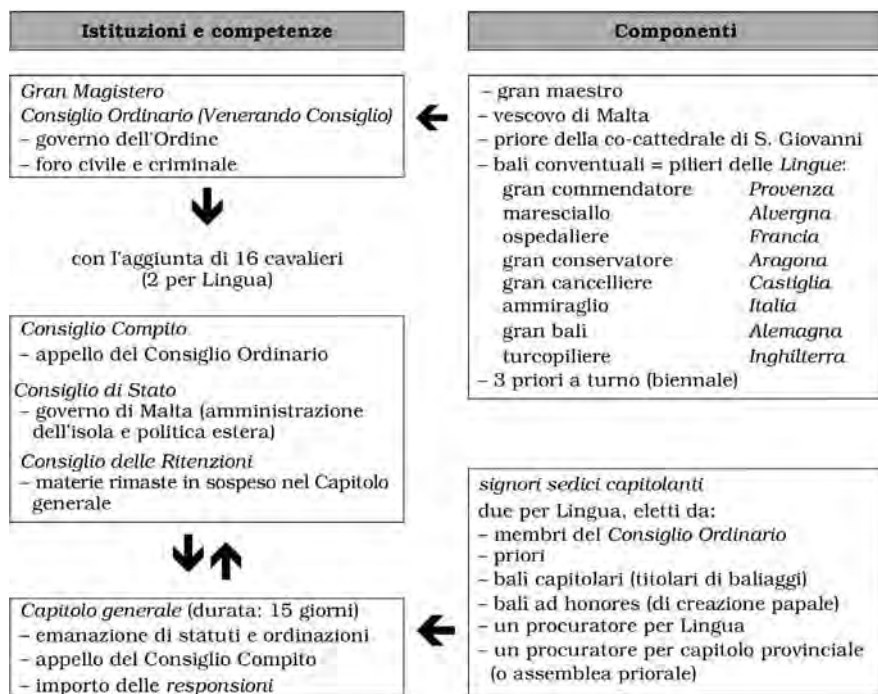 Istituzioni e competenze
Gran Magistero
Consiglio Ordinario (Venerando Consiglio)
– governo dell'Ordine
– foro civile e criminale
con l'aggiunta di 16 cavalieri
(2 per Lingua)
Consiglio Compito
– appello del Consiglio Ordinario
Consiglio di Stato
– governo di Malta (amministrazione
dell'isola e politica estera)
Consiglio delle Ritenzioni
– materie rimaste in sospeso nel Capitolo
generale
Capitolo generale (durata: 15 giorni)
– emanazione di statuti e ordinazioni
– appello del Consiglio Compito
– importo delle responsioni
Componenti
– gran maestro
– vescovo di Malta
– priore della co-cattedrale di S. Giovanni
– balì conventuali = pilieri delle Lingue:
gran commendatore Provenza
maresciallo Alvergna
ospedaliere Francia
gran conservatore Aragona
gran cancelliere Castiglia
ammiraglio Italia
gran balì Alemagna
turcopiliere Inghilterra
– 3 priori a turno (biennale)
signori sedici capitolanti
due per Lingua, eletti da:
– membri del Consiglio Ordinario
– priori
– balì capitolari (titolari di baliaggi)
– balì ad honores (di creazione papale)
– un procuratore per Lingua
– un procuratore per capitolo provinciale
(o assemblea priorale)